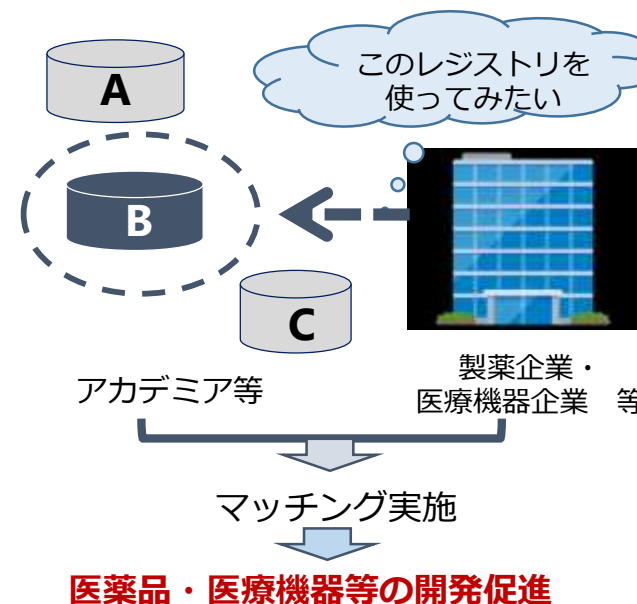 A
このレジストリを
使ってみたい
B
C
アカデミア等
製薬企業・
医療機器企業　等
マッチング実施
医薬品・医療機器等の開発促進